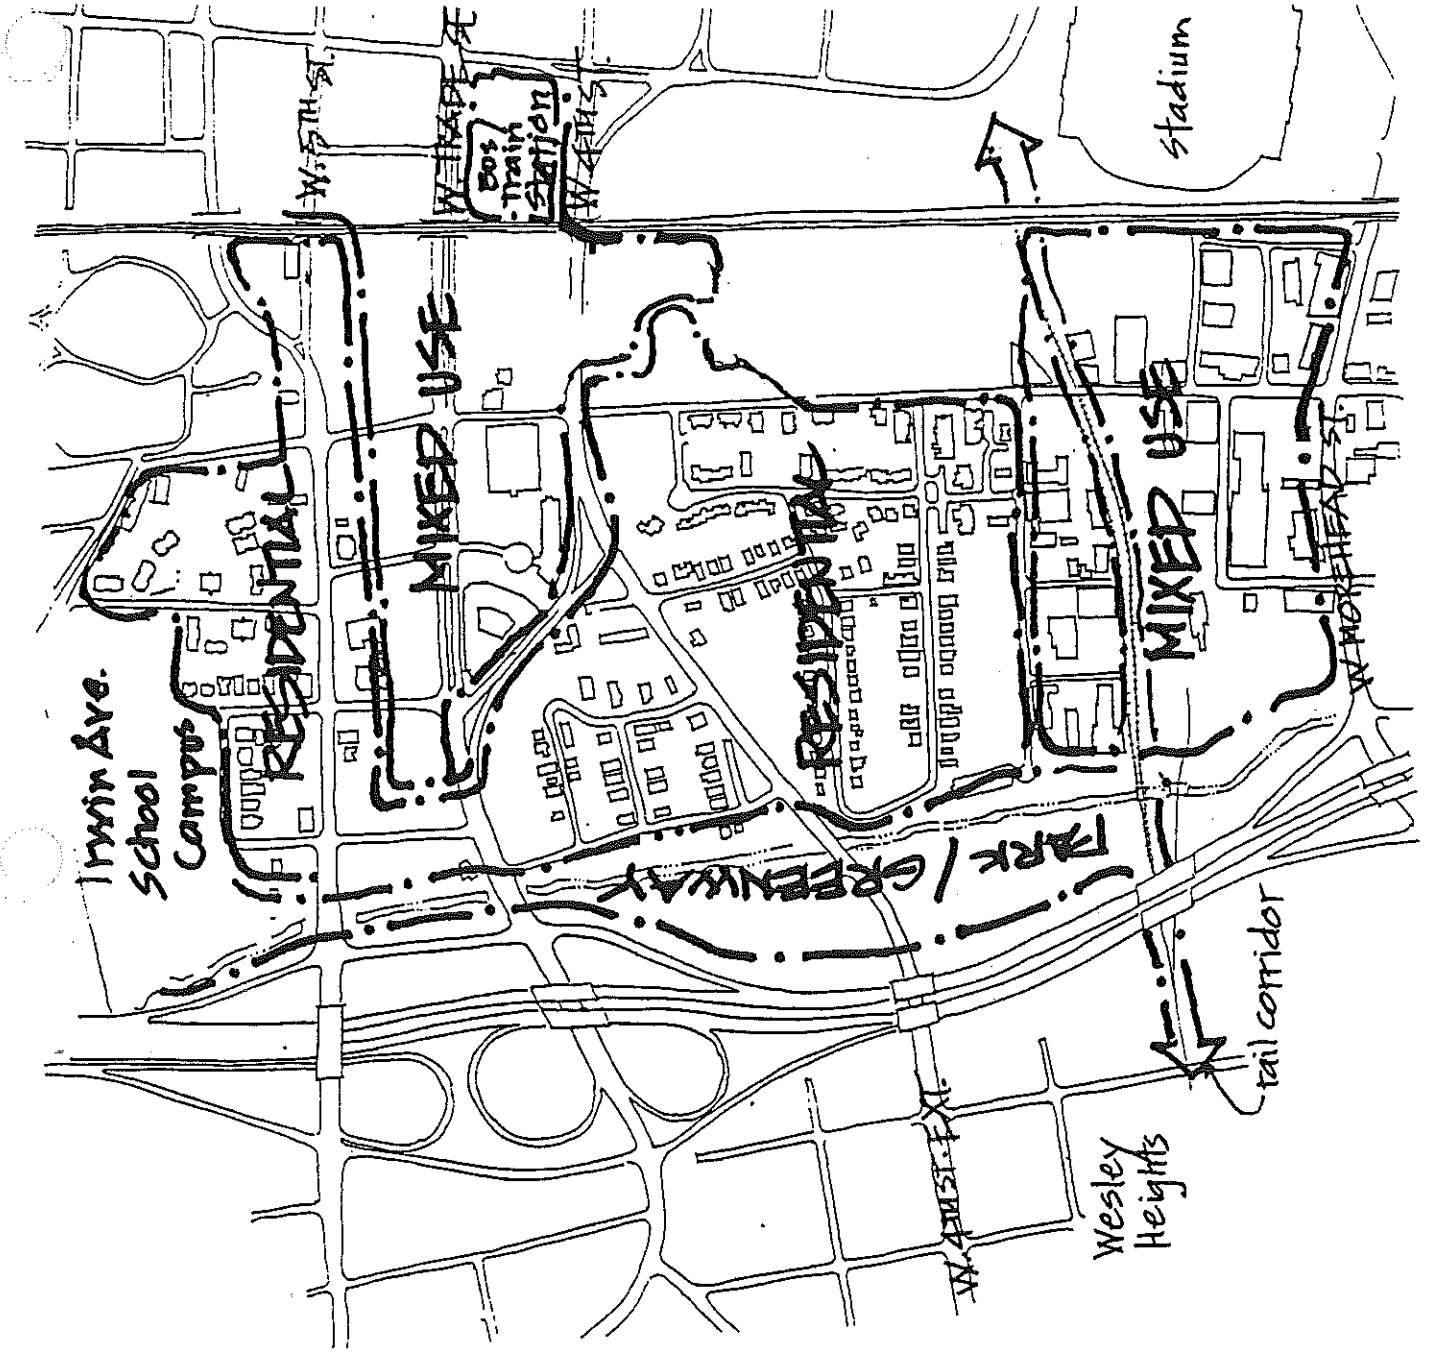 W. 5TH ST.
W. TRADE ST
Bus/
Train
Station
W. 4TH ST.
Stadium
RESIDENTIAL
MIXED USE
RESIDENTIAL
MIXED USE
W. MOREHEAD ST.
Irwin Ave.
School
Campus
PARK / GREENWAY
rail corridor
W. 4TH ST. EXT.
Wesley
Heights